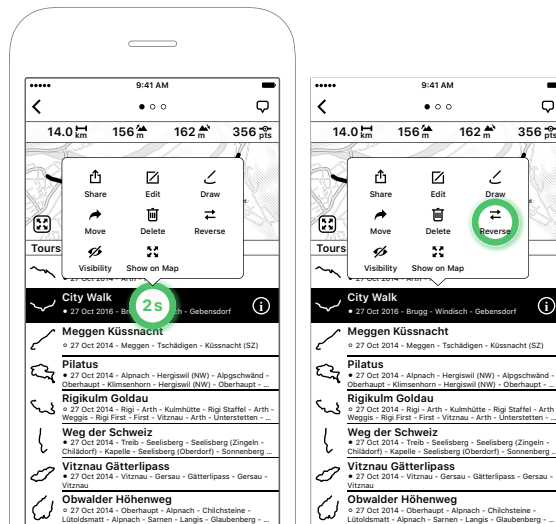 9:41 AM
14.0 km 156 m 162 m 356 pts
Share Edit Draw
Move Delete Reverse
Visibility Show on Map
Tours
27 Oct 2014 - Arth -
City Walk
2s
• 27 Oct 2016 - Br ch - Gebensdorf
Meggen Küssnacht
◦ 27 Oct 2014 - Meggen - Tschädigen - Küssnacht (SZ)
Pilatus
• 27 Oct 2014 - Alpnach - Hergiswil (NW) - Alpgschwänd -
Oberhaupt - Klimsenhorn - Hergiswil (NW) - Oberhaupt - ...
Rigikulm Goldau
◦ 27 Oct 2014 - Rigi - Arth - Kulmhütte - Rigi Staffel - Arth -
Weggis - Rigi First - First - Vitznau - Arth - Unterstetten - ...
Weg der Schweiz
• 27 Oct 2014 - Treib - Seelisberg - Seelisberg (Zingeln -
Chilädorf) - Kapelle - Seelisberg (Oberdorf) - Sonnenberg ...
Vitznau Gätterlipass
• 27 Oct 2014 - Vitznau - Gersau - Gätterlipass - Gersau -
Vitznau
Obwalder Höhenweg
◦ 27 Oct 2014 - Oberhaupt - Alpnach - Chilchsteine -
Lütoldsmatt - Alpnach - Sarnen - Langis - Glaubenberg - ...
9:41 AM
14.0 km 156 m 162 m 356 pts
Share Edit Draw
Move Delete Reverse
Visibility Show on Map
Tours
27 Oct 2014 - Arth -
City Walk
• 27 Oct 2016 - Brugg - Windisch - Gebensdorf
Meggen Küssnacht
◦ 27 Oct 2014 - Meggen - Tschädigen - Küssnacht (SZ)
Pilatus
• 27 Oct 2014 - Alpnach - Hergiswil (NW) - Alpgschwänd -
Oberhaupt - Klimsenhorn - Hergiswil (NW) - Oberhaupt - ...
Rigikulm Goldau
◦ 27 Oct 2014 - Rigi - Arth - Kulmhütte - Rigi Staffel - Arth
Weggis - Rigi First - First - Vitznau - Arth - Unterstetten - ...
Weg der Schweiz
• 27 Oct 2014 - Treib - Seelisberg - Seelisberg (Zingeln -
Chilädorf) - Kapelle - Seelisberg (Oberdorf) - Sonnenberg ...
Vitznau Gätterlipass
• 27 Oct 2014 - Vitznau - Gersau - Gätterlipass - Gersau -
Vitznau
Obwalder Höhenweg
◦ 27 Oct 2014 - Oberhaupt - Alpnach - Chilchsteine -
Lütoldsmatt - Alpnach - Sarnen - Langis - Glaubenberg - ...